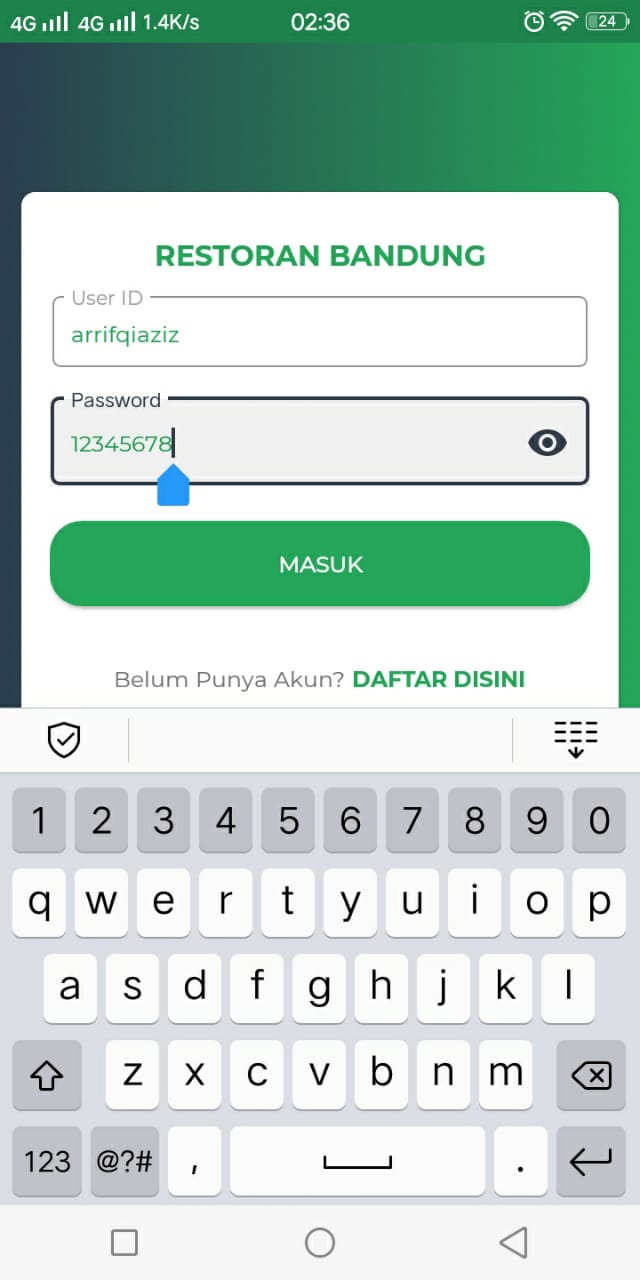 4G 4G 1.4K/s 02:36 24
RESTORAN BANDUNG
User ID
arrifqiaziz
Password
12345678
MASUK
Belum Punya Akun? DAFTAR DISINI
1 2 3 4 5 6 7 8 9 0
q w e r t y u i o p
a s d f g h j k l
z x c v b n m
123 @?# , .